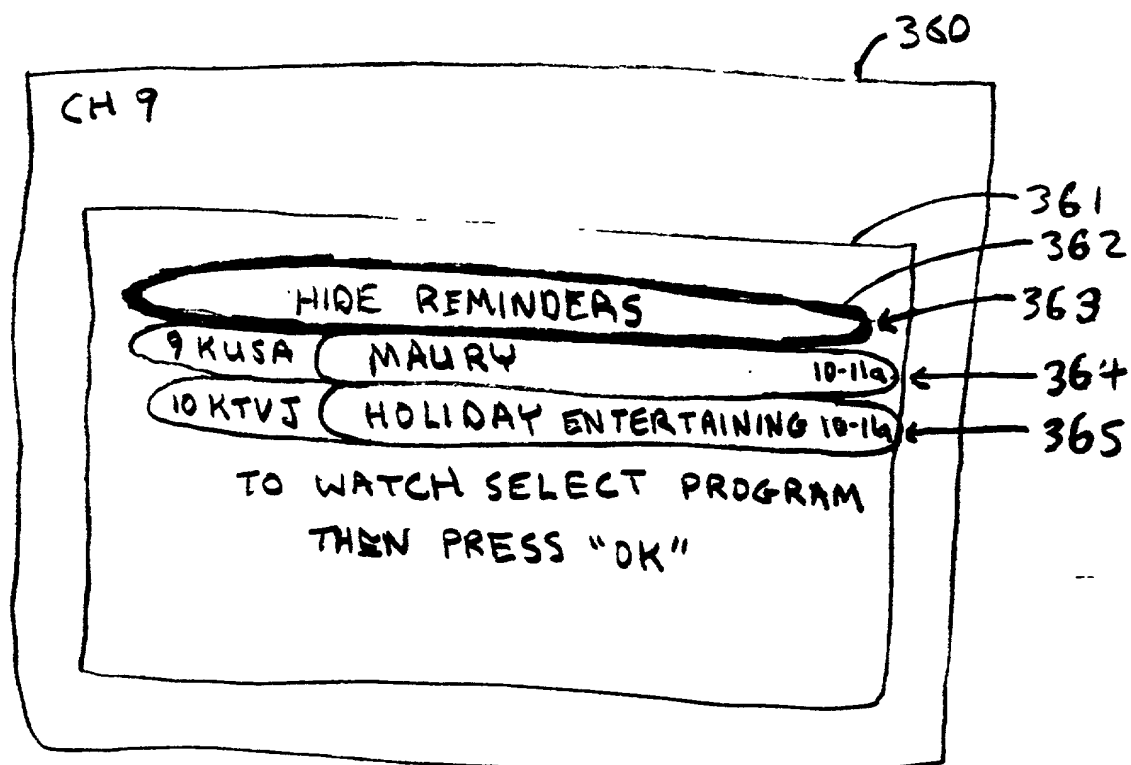 360
CH 9
361
362
HIDE REMINDERS
363
9 KUSA MAURY 10-11a
364
10 KTVJ HOLIDAY ENTERTAINING 10-11a
365
TO WATCH SELECT PROGRAM
THEN PRESS "OK"